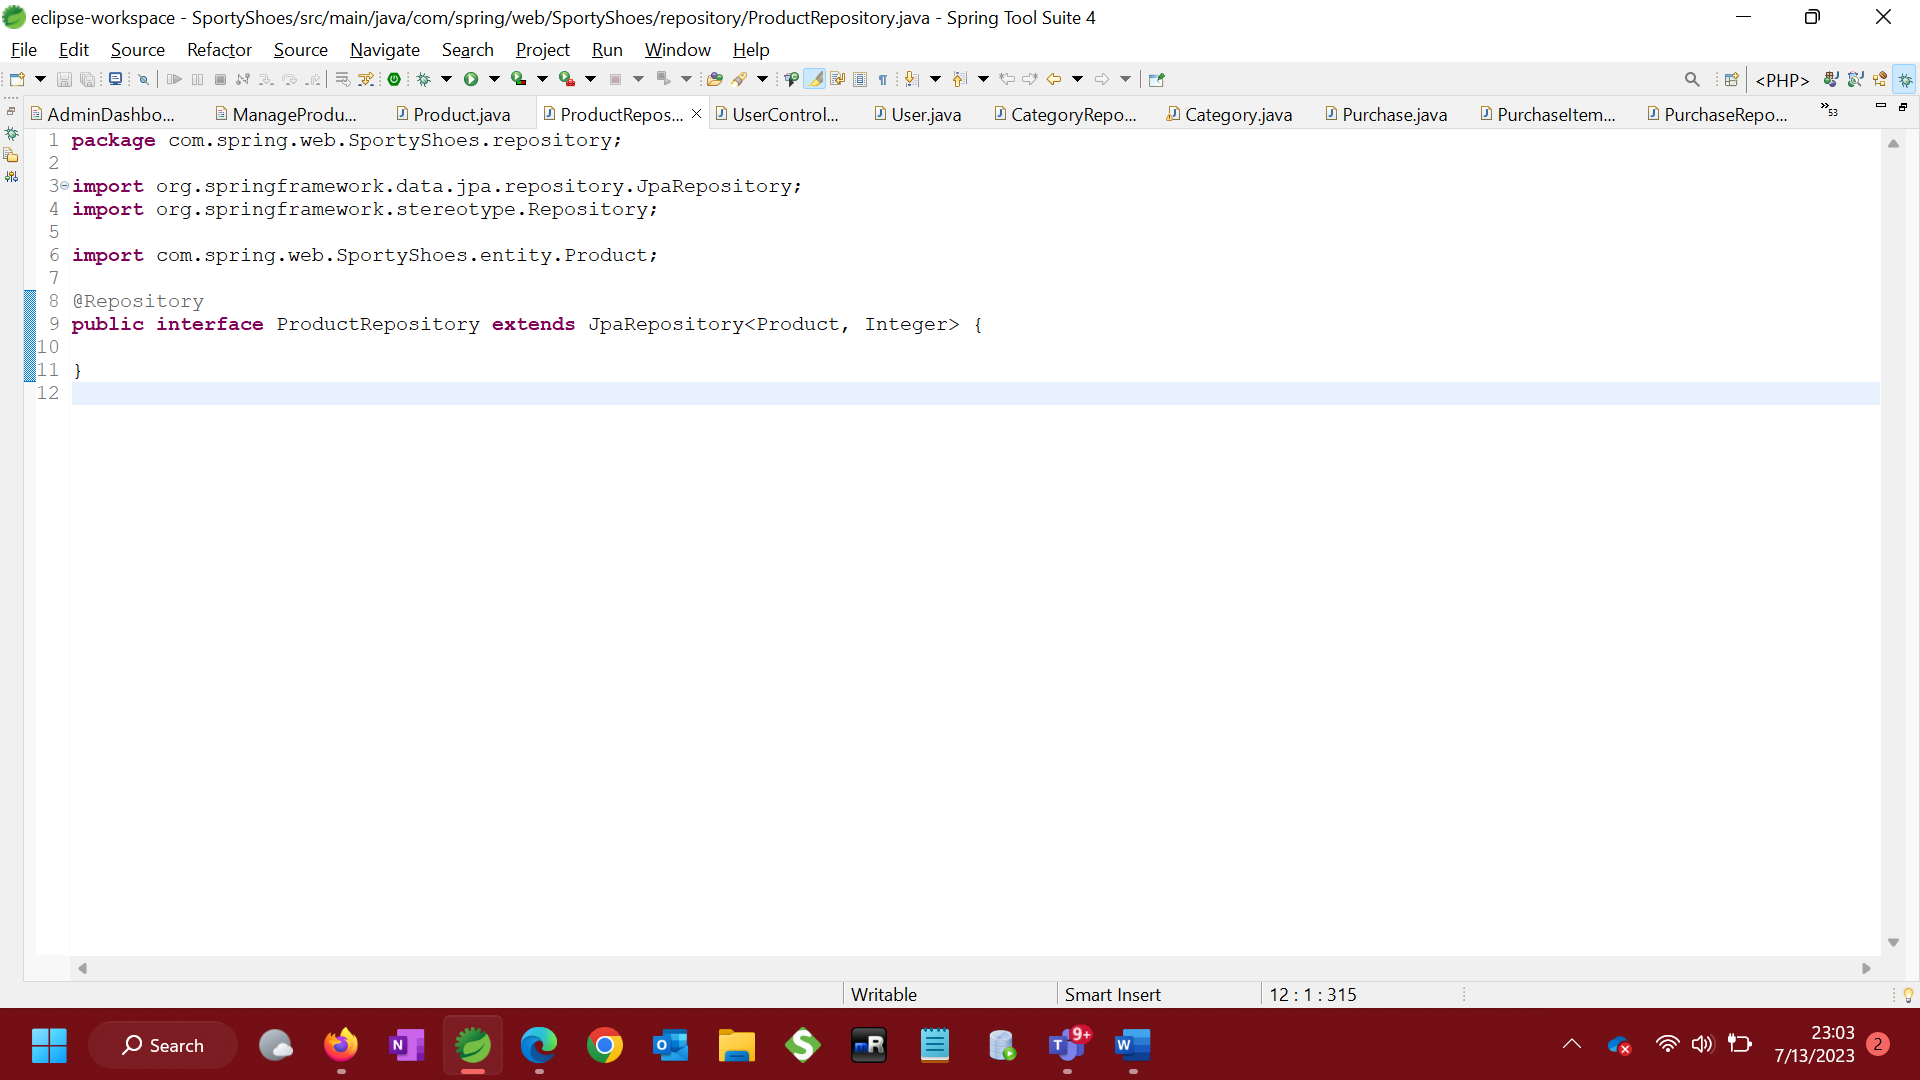 eclipse-workspace - SportyShoes/src/main/java/com/spring/web/SportyShoes/repository/ProductRepository.java - Spring Tool Suite 4
File Edit Source Refactor Source Navigate Search Project Run Window Help
<PHP>
AdminDashbo... ManageProdu... Product.java ProductRepos... UserControl... User.java CategoryRepo... Category.java Purchase.java PurchaseItem... PurchaseRepo... »53
1 package com.spring.web.SportyShoes.repository;
2
3 import org.springframework.data.jpa.repository.JpaRepository;
4 import org.springframework.stereotype.Repository;
5
6 import com.spring.web.SportyShoes.entity.Product;
7
8 @Repository
9 public interface ProductRepository extends JpaRepository<Product, Integer> {
10
11 }
12
Writable Smart Insert 12 : 1 : 315
Search N S mR T 9+ W 23:03 2
7/13/2023